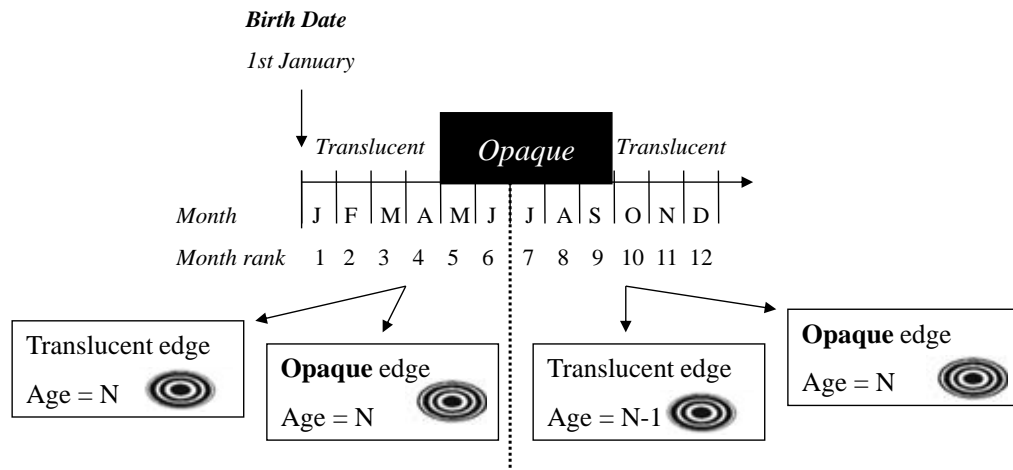 Birth Date
1st January
Translucent Opaque Translucent
Month J F M A M J J A S O N D
Month rank 1 2 3 4 5 6 7 8 9 10 11 12
Translucent edge
Age = N
Opaque edge
Age = N
Translucent edge
Age = N-1
Opaque edge
Age = N